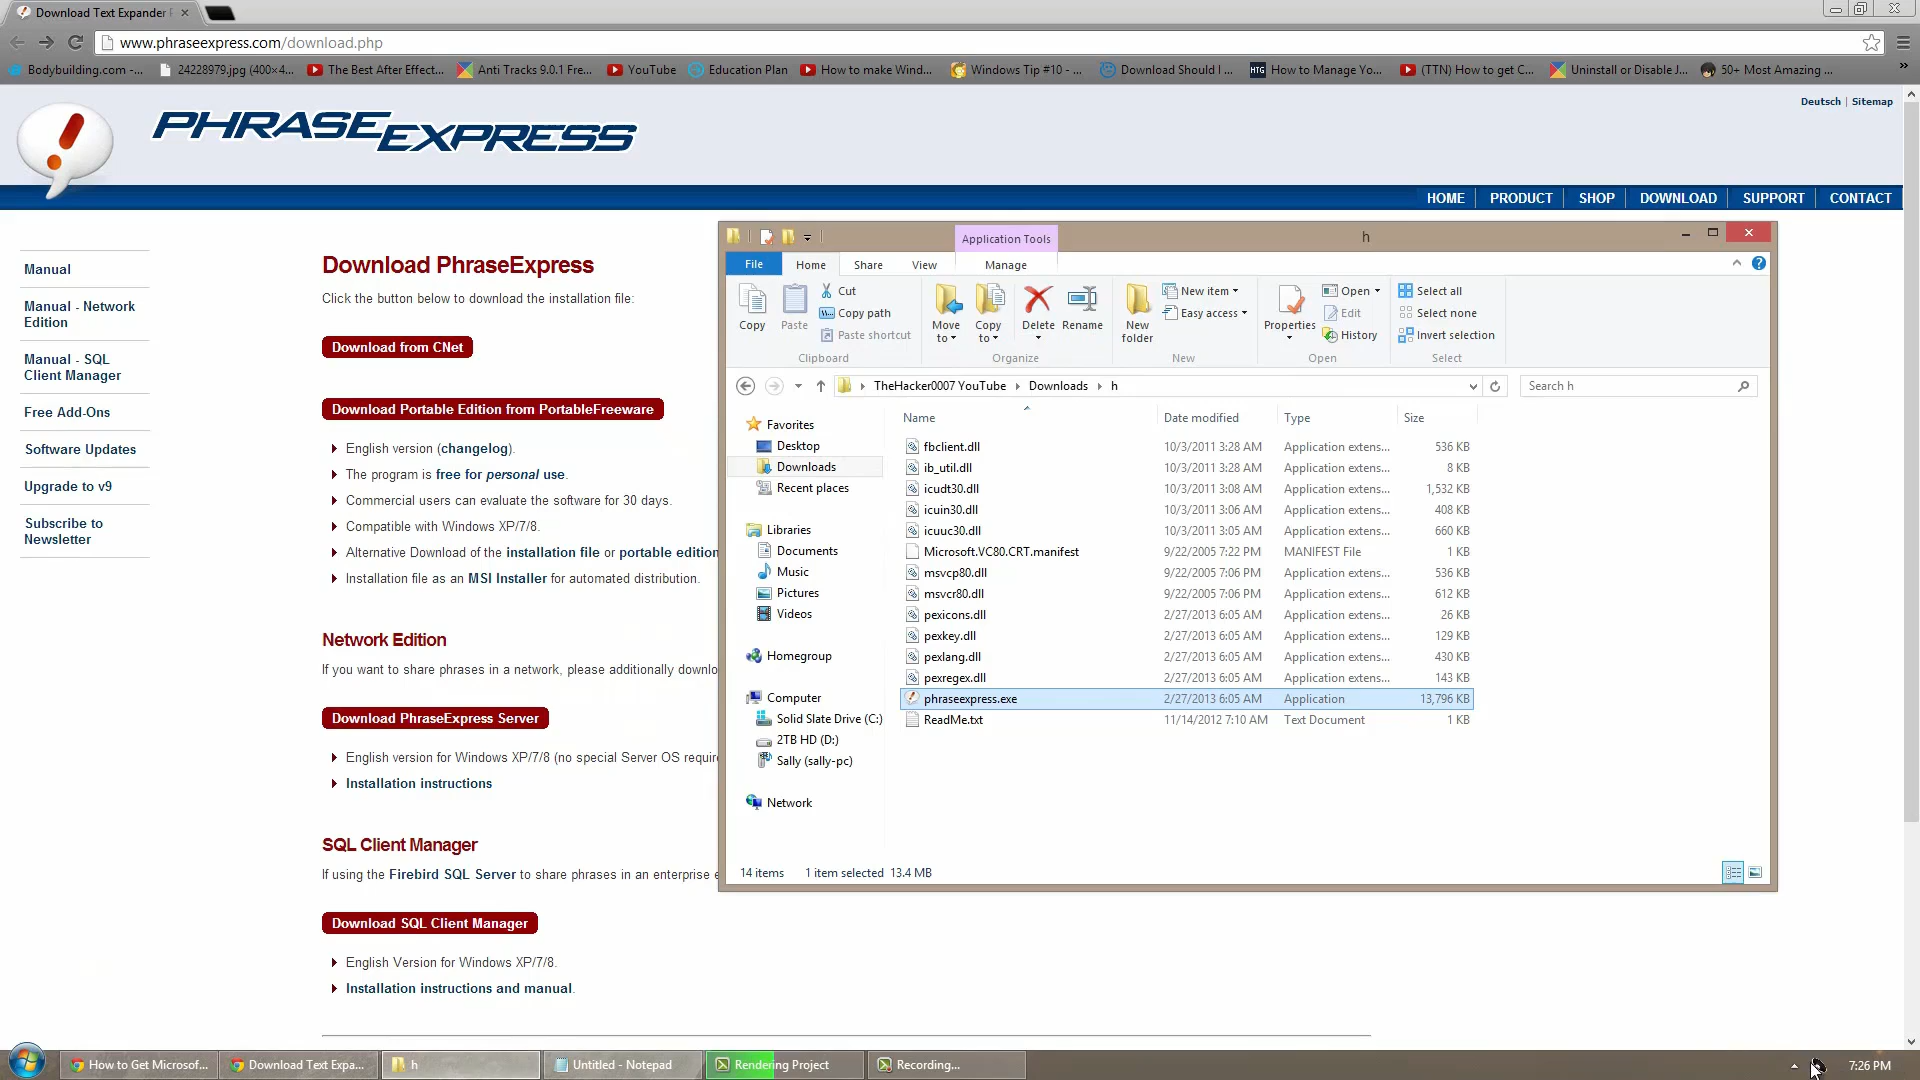 Download Text Expander
www.phraseexpress.com/download.php
Bodybuilding.com -...
24228979.jpg (400×4...
The Best After Effect...
Anti Tracks 9.0.1 Fre...
YouTube
Education Plan
How to make Wind...
Windows Tip #10 - ...
Download Should I ...
HTG How to Manage Yo...
(TTN) How to get C...
Uninstall or Disable J...
50+ Most Amazing ...
»
Deutsch | Sitemap
PHRASEEXPRESS
HOME PRODUCT SHOP DOWNLOAD SUPPORT CONTACT
Manual
Manual - Network
Edition
Manual - SQL
Client Manager
Free Add-Ons
Software Updates
Upgrade to v9
Subscribe to
Newsletter
Download PhraseExpress
Click the button below to download the installation file:
Download from CNet
Download Portable Edition from PortableFreeware
English version (changelog).
The program is free for personal use.
Commercial users can evaluate the software for 30 days.
Compatible with Windows XP/7/8.
Alternative Download of the installation file or portable edition
Installation file as an MSI Installer for automated distribution.
Network Edition
If you want to share phrases in a network, please additionally downlo
Download PhraseExpress Server
English version for Windows XP/7/8 (no special Server OS require
Installation instructions
SQL Client Manager
If using the Firebird SQL Server to share phrases in an enterprise e
Download SQL Client Manager
English Version for Windows XP/7/8.
Installation instructions and manual.
Application Tools
h
File Home Share View Manage
Copy
Paste
Cut
Copy path
Paste shortcut
Clipboard
Move
to
Copy
to
Delete
Rename
Organize
New
folder
New item
Easy access
New
Properties
Open
Edit
History
Open
Select all
Select none
Invert selection
Select
TheHacker0007 YouTube Downloads h
Search h
Favorites
Desktop
Downloads
Recent places
Libraries
Documents
Music
Pictures
Videos
Homegroup
Computer
Solid Slate Drive (C:)
2TB HD (D:)
Sally (sally-pc)
Network
Name Date modified Type Size
fbclient.dll 10/3/2011 3:28 AM Application extens... 536 KB
ib_util.dll 10/3/2011 3:28 AM Application extens... 8 KB
icudt30.dll 10/3/2011 3:08 AM Application extens... 1,532 KB
icuin30.dll 10/3/2011 3:06 AM Application extens... 408 KB
icuuc30.dll 10/3/2011 3:05 AM Application extens... 660 KB
Microsoft.VC80.CRT.manifest 9/22/2005 7:22 PM MANIFEST File 1 KB
msvcp80.dll 9/22/2005 7:06 PM Application extens... 536 KB
msvcr80.dll 9/22/2005 7:06 PM Application extens... 612 KB
pexicons.dll 2/27/2013 6:05 AM Application extens... 26 KB
pexkey.dll 2/27/2013 6:05 AM Application extens... 129 KB
pexlang.dll 2/27/2013 6:05 AM Application extens... 430 KB
pexregex.dll 2/27/2013 6:05 AM Application extens... 143 KB
phraseexpress.exe 2/27/2013 6:05 AM Application 13,796 KB
ReadMe.txt 11/14/2012 7:10 AM Text Document 1 KB
14 items 1 item selected 13.4 MB
How to Get Microsof...
Download Text Expa...
h
Untitled - Notepad
Rendering Project
Recording...
7:26 PM